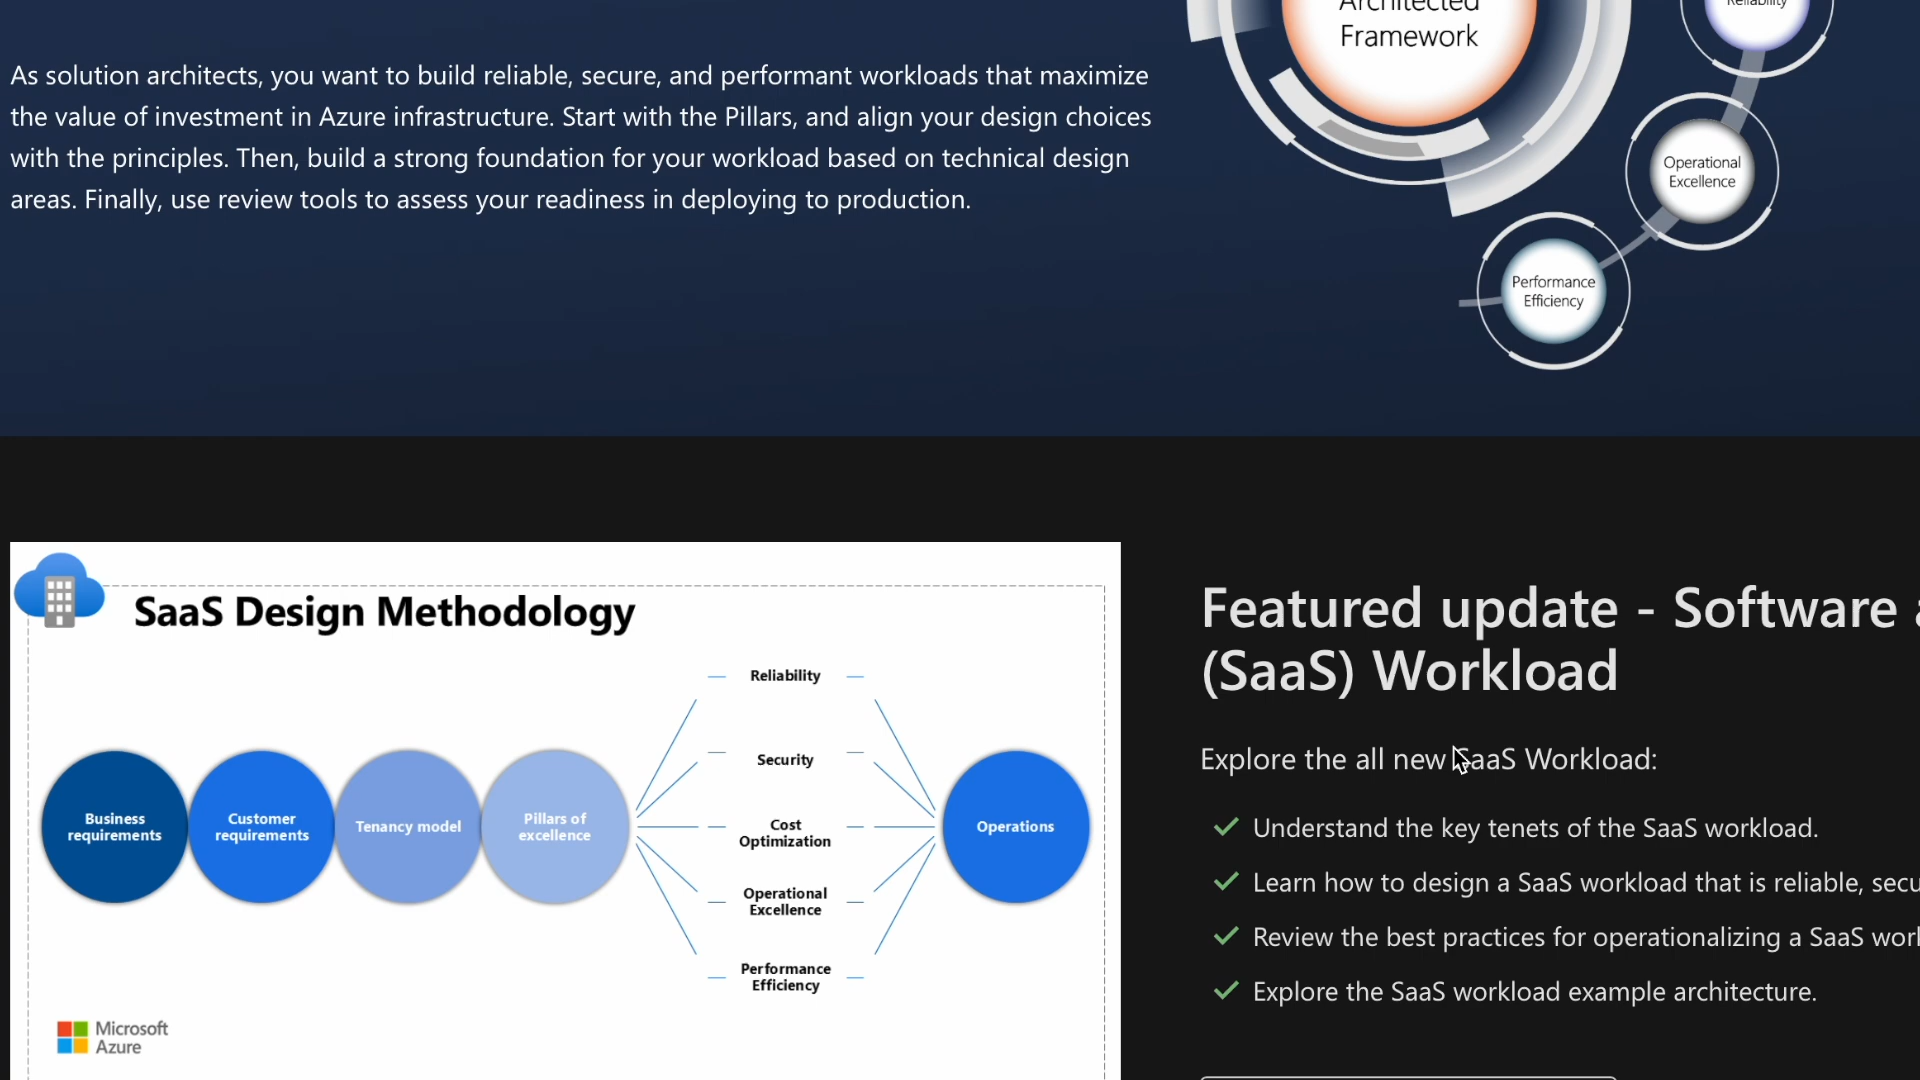 Architected
Framework
Reliability
As solution architects, you want to build reliable, secure, and performant workloads that maximize
the value of investment in Azure infrastructure. Start with the Pillars, and align your design choices
with the principles. Then, build a strong foundation for your workload based on technical design
areas. Finally, use review tools to assess your readiness in deploying to production.
Operational
Excellence
Performance
Efficiency
SaaS Design Methodology
Business
requirements
Customer
requirements
Tenancy model
Pillars of
excellence
Reliability
Security
Cost
Optimization
Operational
Excellence
Performance
Efficiency
Operations
Microsoft
Azure
Featured update - Software
(SaaS) Workload
Explore the all new SaaS Workload:
Understand the key tenets of the SaaS workload.
Learn how to design a SaaS workload that is reliable,
Review the best practices for operationalizing a SaaS
Explore the SaaS workload example architecture.